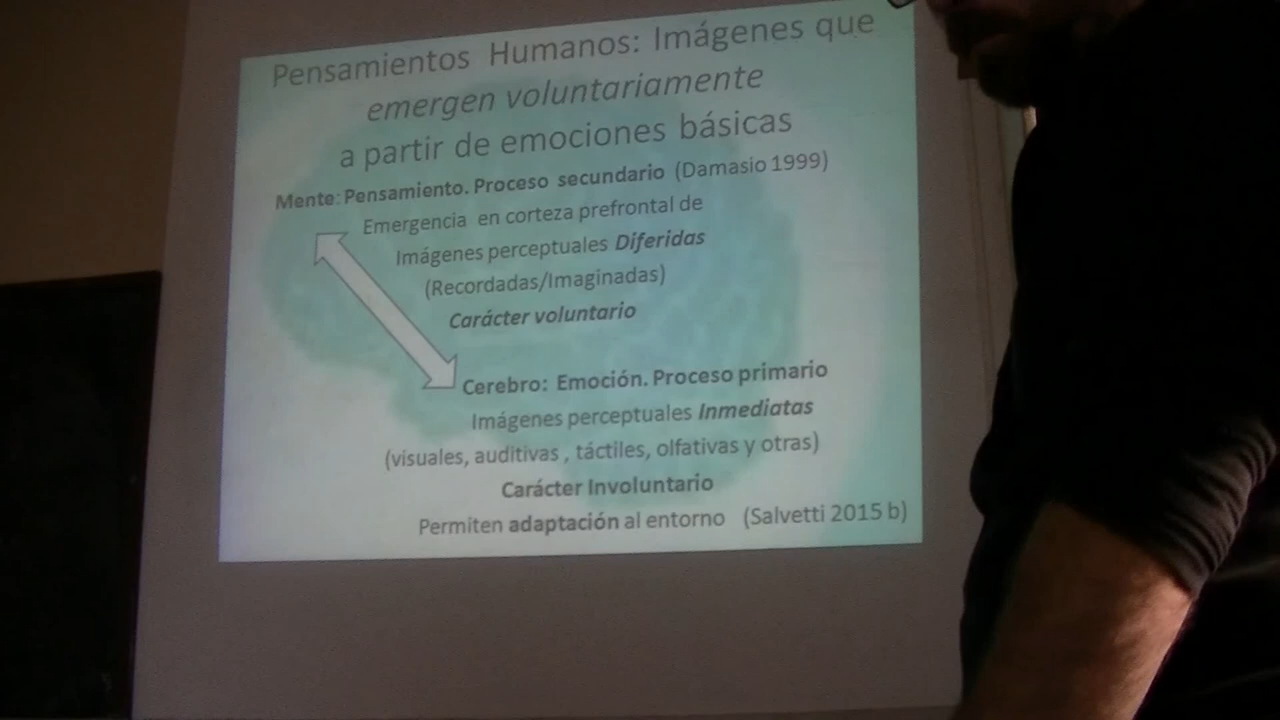 Pensamientos Humanos: Imágenes que
emergen voluntariamente
a partir de emociones básicas
Mente: Pensamiento. Proceso secundario (Damasio 1999)
Emergencia en corteza prefrontal de
Imágenes perceptuales Diferidas
(Recordadas/Imaginadas)
Carácter voluntario
Cerebro: Emoción. Proceso primario
Imágenes perceptuales Inmediatas
(visuales, auditivas , táctiles, olfativas y otras)
Carácter Involuntario
Permiten adaptación al entorno (Salvetti 2015 b)